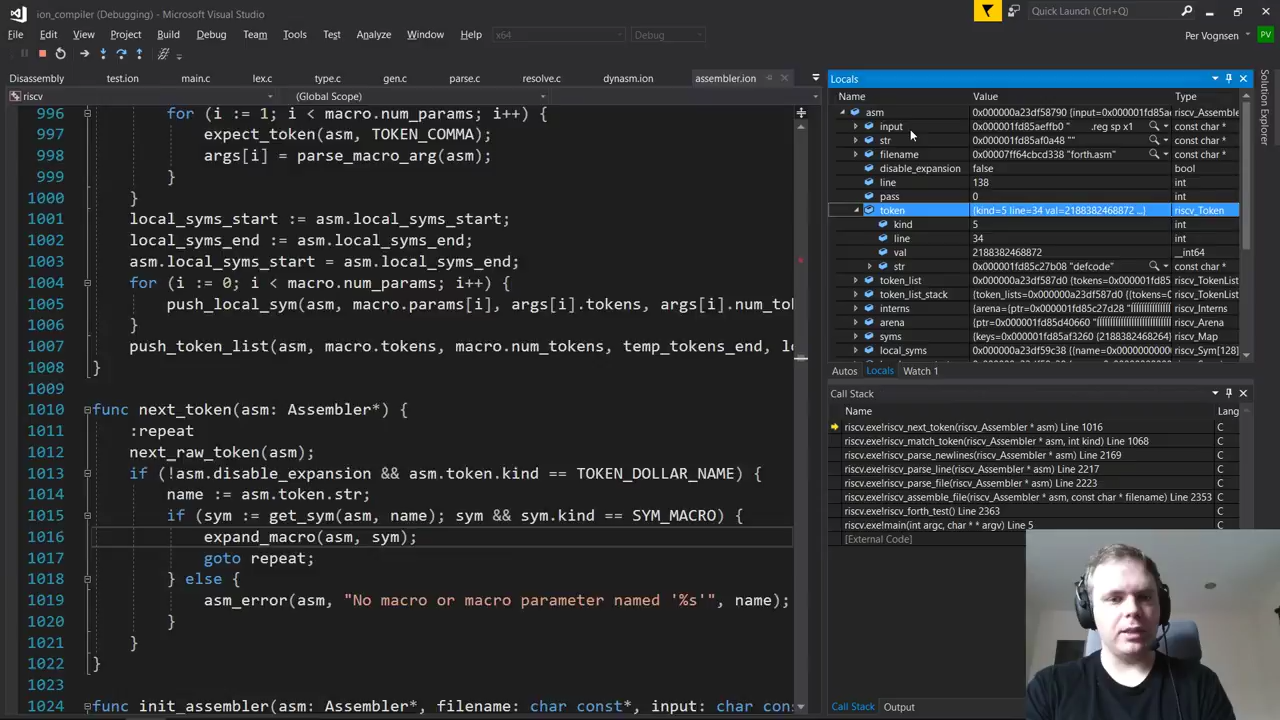 ion_compiler (Debugging) - Microsoft Visual Studio
Quick Launch (Ctrl+Q)
File Edit View Project Build Debug Team Tools Test Analyze Window Help x64 Debug
Per Vognsen PV
Disassembly test.ion main.c lex.c type.c gen.c parse.c resolve.c dynasm.ion assembler.ion
riscv (Global Scope)
996 for (i := 1; i < macro.num_params; i++) {
997 expect_token(asm, TOKEN_COMMA);
998 args[i] = parse_macro_arg(asm);
999 }
1000 }
1001 local_syms_start := asm.local_syms_start;
1002 local_syms_end := asm.local_syms_end;
1003 asm.local_syms_start = asm.local_syms_end;
1004 for (i := 0; i < macro.num_params; i++) {
1005 push_local_sym(asm, macro.params[i], args[i].tokens, args[i].num_to
1006 }
1007 push_token_list(asm, macro.tokens, macro.num_tokens, temp_tokens_end, lo
1008 }
1009
1010 func next_token(asm: Assembler*) {
1011 :repeat
1012 next_raw_token(asm);
1013 if (!asm.disable_expansion && asm.token.kind == TOKEN_DOLLAR_NAME) {
1014 name := asm.token.str;
1015 if (sym := get_sym(asm, name); sym && sym.kind == SYM_MACRO) {
1016 expand_macro(asm, sym);
1017 goto repeat;
1018 } else {
1019 asm_error(asm, "No macro or macro parameter named '%s'", name);
1020 }
1021 }
1022 }
1023
1024 func init_assembler(asm: Assembler*, filename: char const*, input: char cons
Locals
Name Value Type
asm 0x000000a23df58790 {input=0x000001fd85ae riscv_Assemble
input 0x000001fd85aeffb0 " .reg sp x1 const char *
str 0x000001fd85af0a48 "" const char *
filename 0x00007ff64cbcd338 "forth.asm" const char *
disable_expansion false bool
line 138 int
pass 0 int
token {kind=5 line=34 val=2188382468872 ...} riscv_Token
kind 5 int
line 34 int
val 2188382468872 __int64
str 0x000001fd85c27b08 "defcode" const char *
token_list 0x000000a23df587d0 {tokens=0x000001fd85 riscv_TokenList
token_list_stack {token_lists=0x000000a23df587d0 {{tokens=0 riscv_TokenList
interns {arena={ptr=0x000001fd85c27d28 "ÍÍÍÍÍÍÍÍÍÍÍÍÍ riscv_Interns
arena {ptr=0x000001fd85d40660 "ÍÍÍÍÍÍÍÍÍÍÍÍÍÍÍÍÍ riscv_Arena
syms {keys=0x000001fd85af3260 {2188382468264} riscv_Map
local_syms 0x000000a23df59c38 {{name=0x0000000000 riscv_Sym[128]
Autos Locals Watch 1
Call Stack
Name Lang
riscv.exe!riscv_next_token(riscv_Assembler * asm) Line 1016 C
riscv.exe!riscv_match_token(riscv_Assembler * asm, int kind) Line 1068 C
riscv.exe!riscv_parse_newlines(riscv_Assembler * asm) Line 2169 C
riscv.exe!riscv_parse_line(riscv_Assembler * asm) Line 2217 C
riscv.exe!riscv_parse_file(riscv_Assembler * asm) Line 2223 C
riscv.exe!riscv_assemble_file(riscv_Assembler * asm, const char * filename) Line 2353 C
riscv.exe!riscv_forth_test() Line 2363 C
riscv.exe!main(int argc, char * * argv) Line 5 C
[External Code]
Call Stack Output
Solution Explorer
Team Explorer